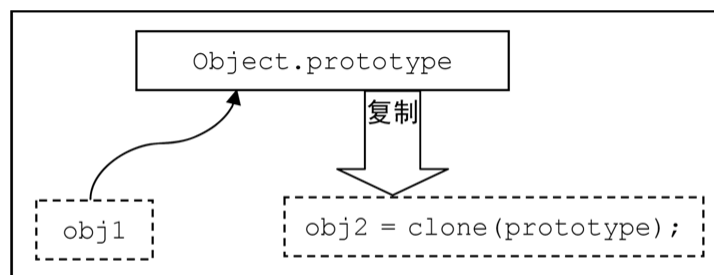 Object.prototype
复制
obj1
obj2 = clone(prototype);